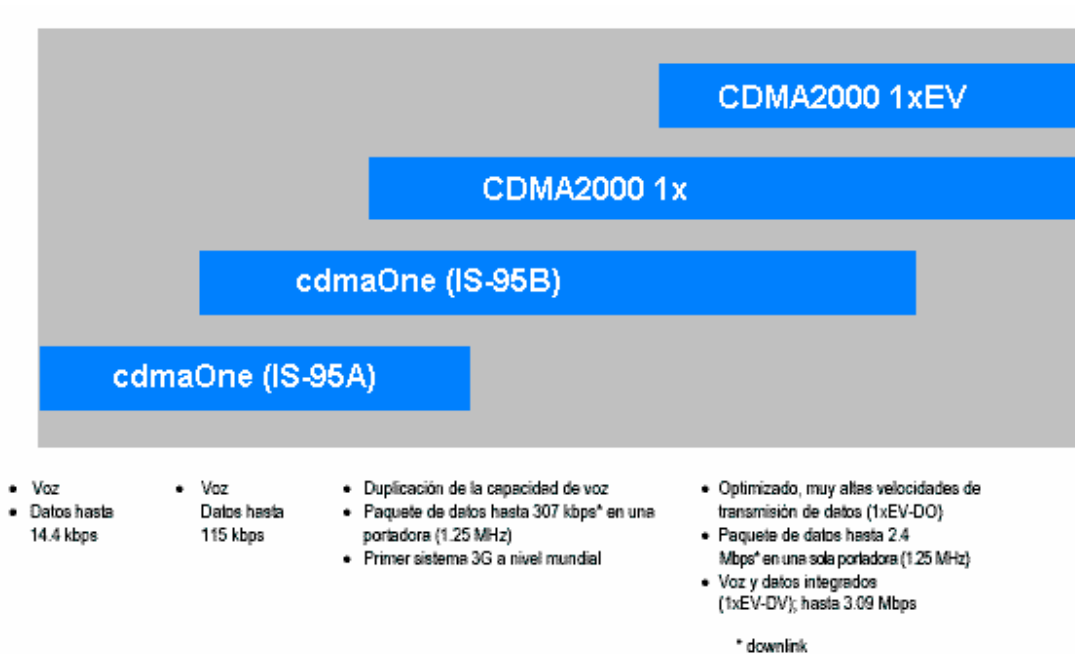 CDMA2000 1xEV
CDMA2000 1x
cdmaOne (IS-95B)
cdmaOne (IS-95A)
• Voz
• Datos hasta
14.4 kbps
• Voz
Datos hasta
115 kbps
• Duplicación de la capacidad de voz
• Paquete de datos hasta 307 kbps* en una
portadora (1.25 MHz)
• Primer sistema 3G a nivel mundial
• Optimizado, muy altas velocidades de
transmisión de datos (1xEV-DO)
• Paquete de datos hasta 2.4
Mbps* en una sola portadora (1.25 MHz)
• Voz y datos integrados
(1xEV-DV); hasta 3.09 Mbps
* downlink